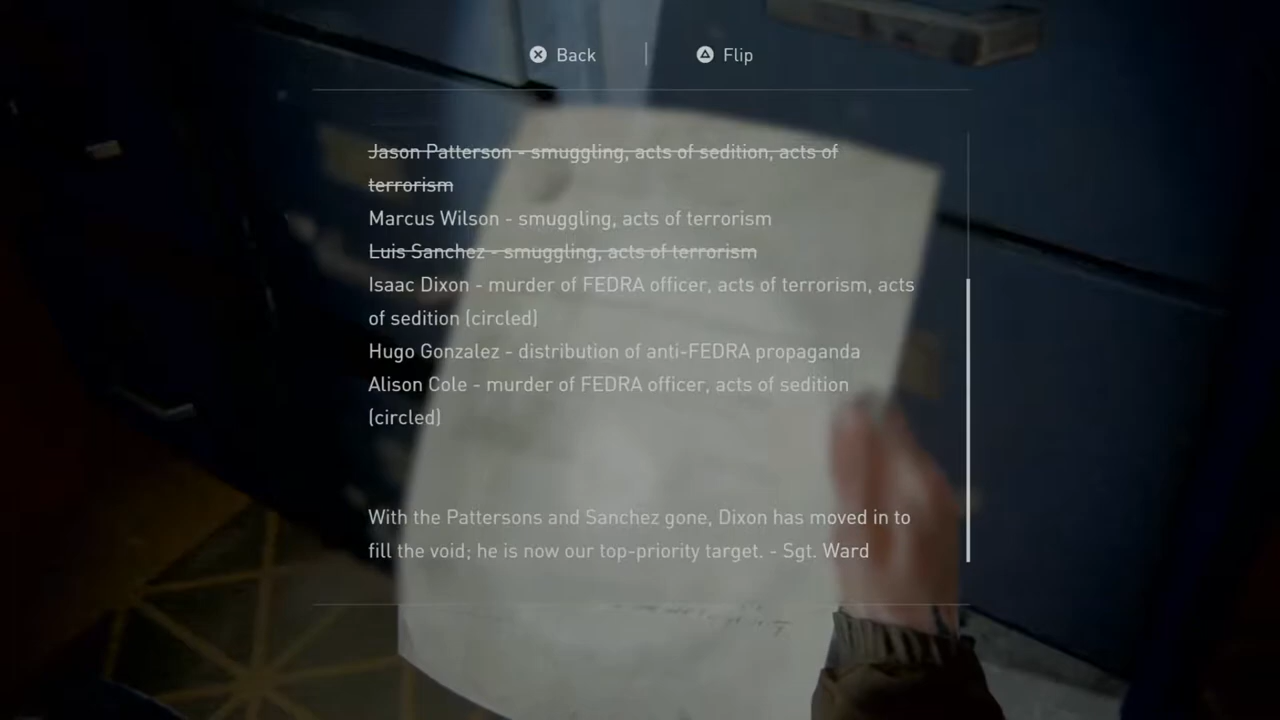 Back | Flip
Jason Patterson - smuggling, acts of sedition, acts of
terrorism
Marcus Wilson - smuggling, acts of terrorism
Luis Sanchez - smuggling, acts of terrorism
Isaac Dixon - murder of FEDRA officer, acts of terrorism, acts
of sedition (circled)
Hugo Gonzalez - distribution of anti-FEDRA propaganda
Alison Cole - murder of FEDRA officer, acts of sedition
(circled)
With the Pattersons and Sanchez gone, Dixon has moved in to
fill the void; he is now our top-priority target. - Sgt. Ward